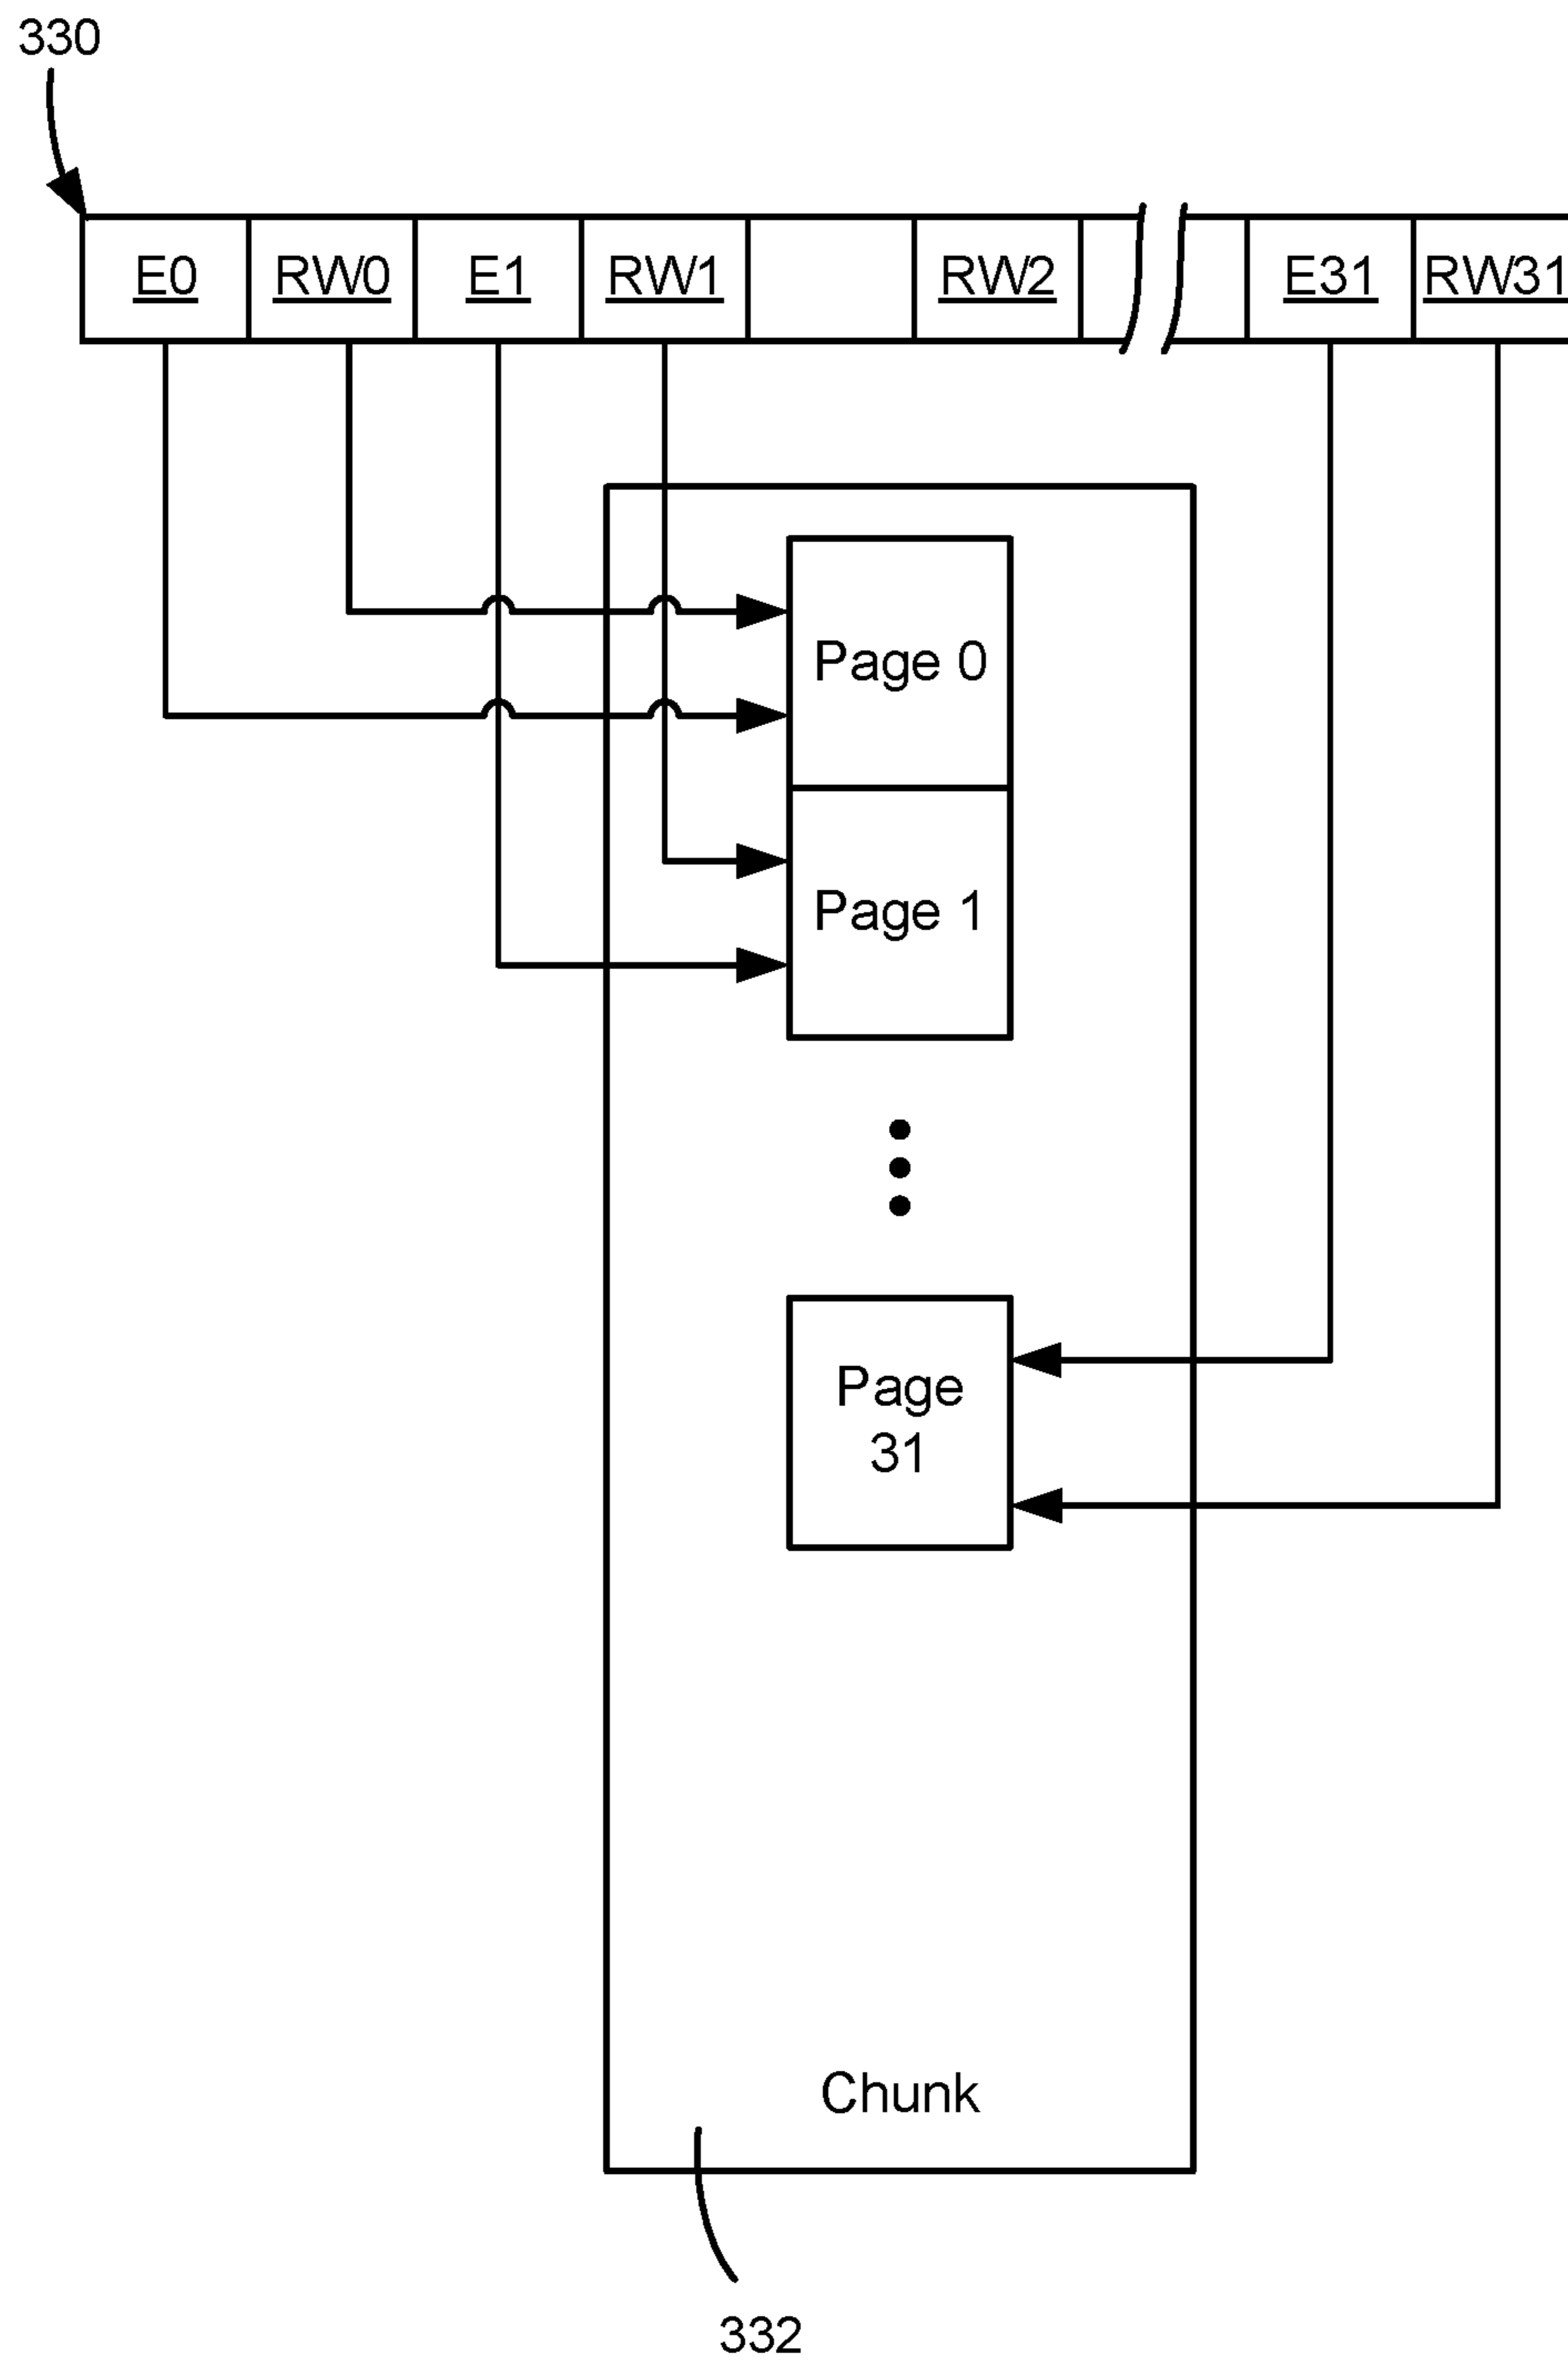 330
E0 RW0 E1 RW1 RW2 E31 RW31
Page 0
Page 1
Page
31
Chunk
332